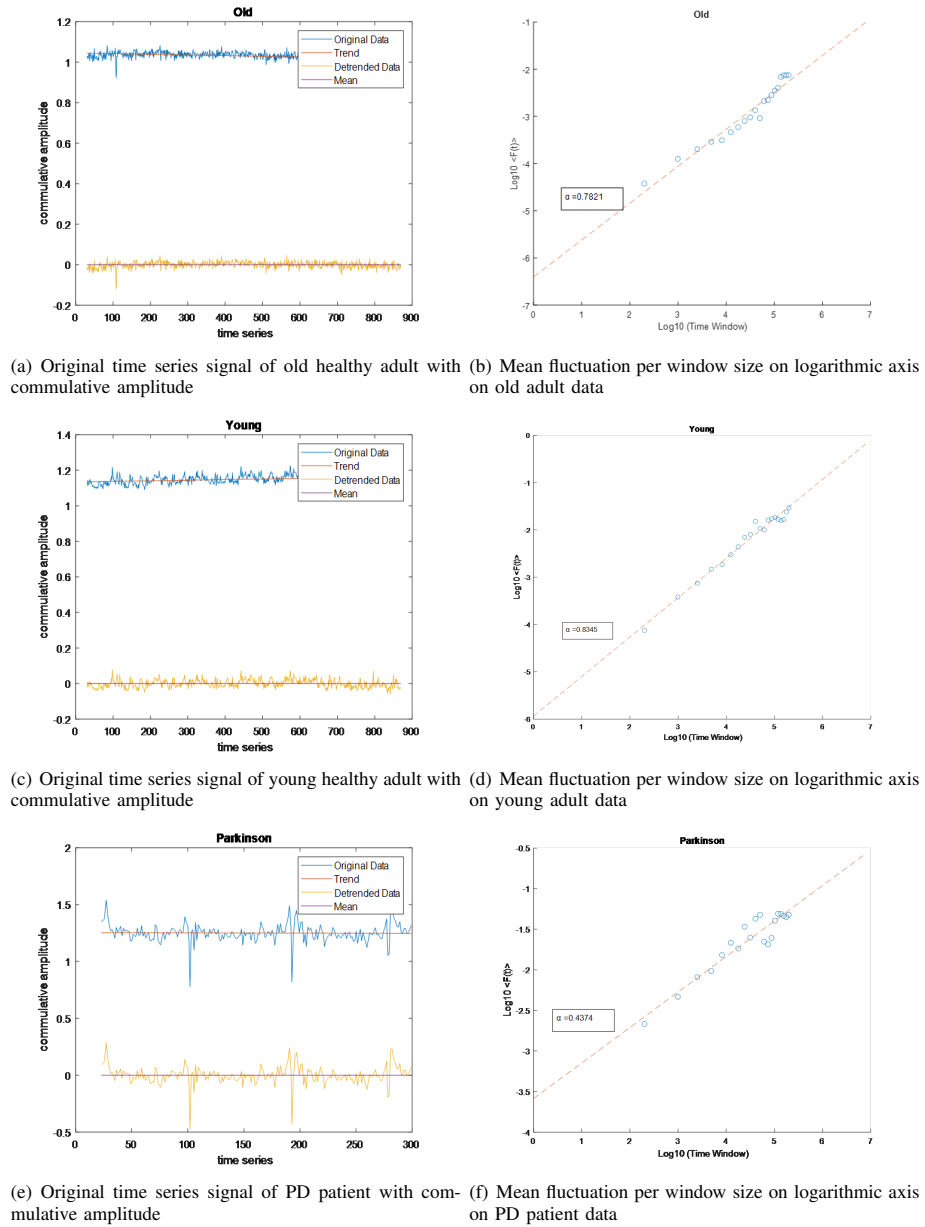 Old
1.2
1
0.8
0.6
0.4
0.2
0
-0.2
commulative amplitude
Original Data
Trend
Detrended Data
Mean
0 100 200 300 400 500 600 700 800 900
time series
(a) Original time series signal of old healthy adult with
commulative amplitude
Old
-1
-2
-3
-4
-5
-6
-7
Log10 <F(t)>
α =0.7821
0 1 2 3 4 5 6 7
Log10 (Time Window)
(b) Mean fluctuation per window size on logarithmic axis
on old adult data
Young
1.4
1.2
1
0.8
0.6
0.4
0.2
0
-0.2
commulative amplitude
Original Data
Trend
Detrended Data
Mean
0 100 200 300 400 500 600 700 800 900
time series
(c) Original time series signal of young healthy adult with
commulative amplitude
Young
0
-1
-2
-3
-4
-5
-6
Log10 <F(t)>
α =0.8345
0 1 2 3 4 5 6 7
Log10 (Time Window)
(d) Mean fluctuation per window size on logarithmic axis
on young adult data
Parkinson
2
1.5
1
0.5
0
-0.5
commulative amplitude
Original Data
Trend
Detrended Data
Mean
0 50 100 150 200 250 300
time series
(e) Original time series signal of PD patient with com-
mulative amplitude
Parkinson
-0.5
-1
-1.5
-2
-2.5
-3
-3.5
-4
Log10 <F(t)>
α =0.4374
0 1 2 3 4 5 6 7
Log10 (Time Window)
(f) Mean fluctuation per window size on logarithmic axis
on PD patient data